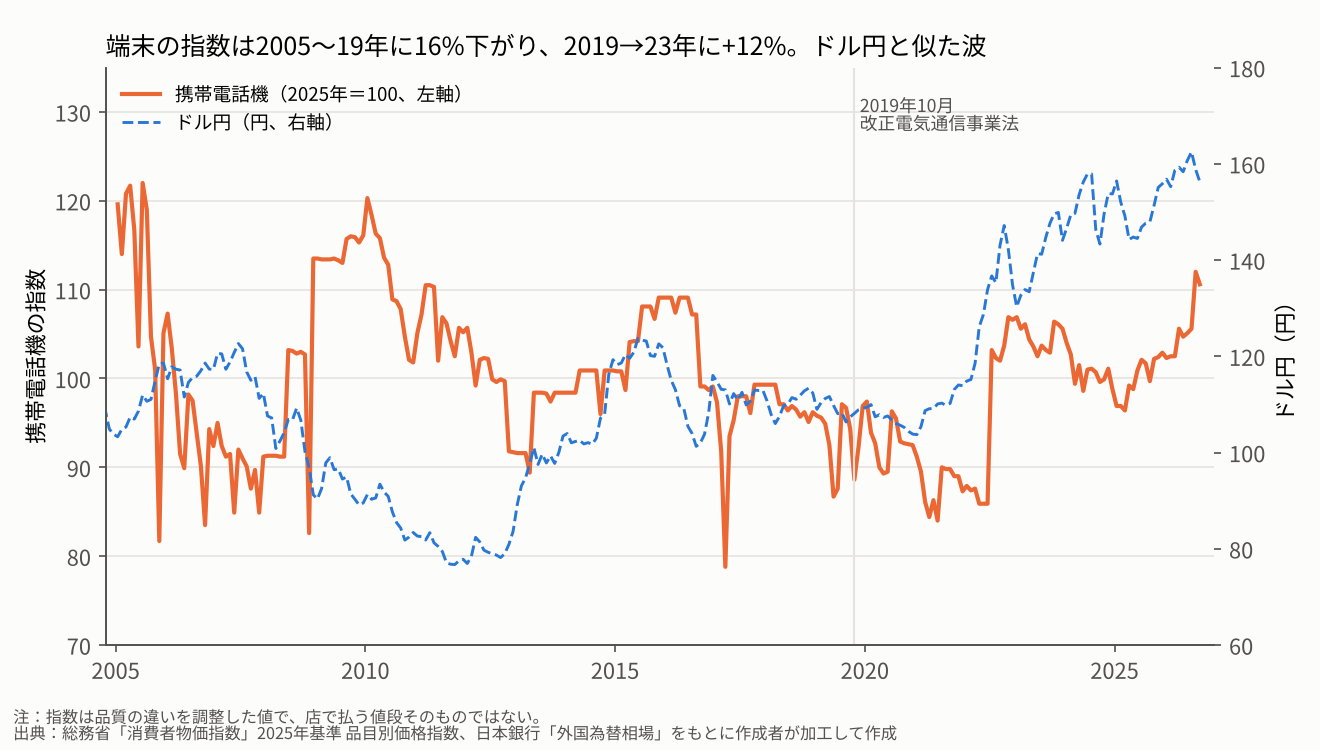 端末の指数は2005〜19年に16%下がり、2019→23年に+12%。ドル円と似た波
携帯電話機（2025年＝100、左軸）
ドル円（円、右軸）
2019年10月
改正電気通信事業法
携帯電話機の指数
130
120
110
100
90
80
70
180
160
140
120
100
80
60
ドル円（円）
2005
2010
2015
2020
2025
注：指数は品質の違いを調整した値で、店で払う値段そのものではない。
出典：総務省「消費者物価指数」2025年基準 品目別価格指数、日本銀行「外国為替相場」をもとに作成者が加工して作成